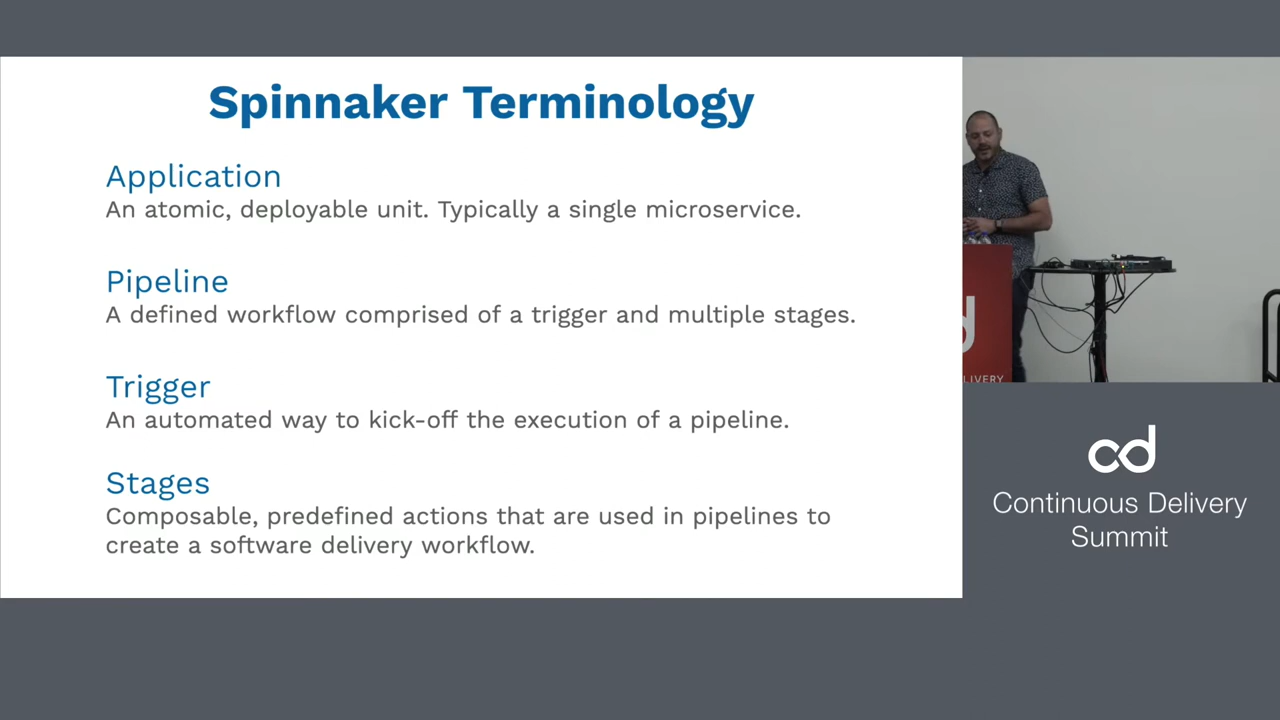 Spinnaker Terminology
Application
An atomic, deployable unit. Typically a single microservice.
Pipeline
A defined workflow comprised of a trigger and multiple stages.
Trigger
An automated way to kick-off the execution of a pipeline.
Stages
Composable, predefined actions that are used in pipelines to
create a software delivery workflow.
d
LIVERY
cd
Continuous Delivery
Summit